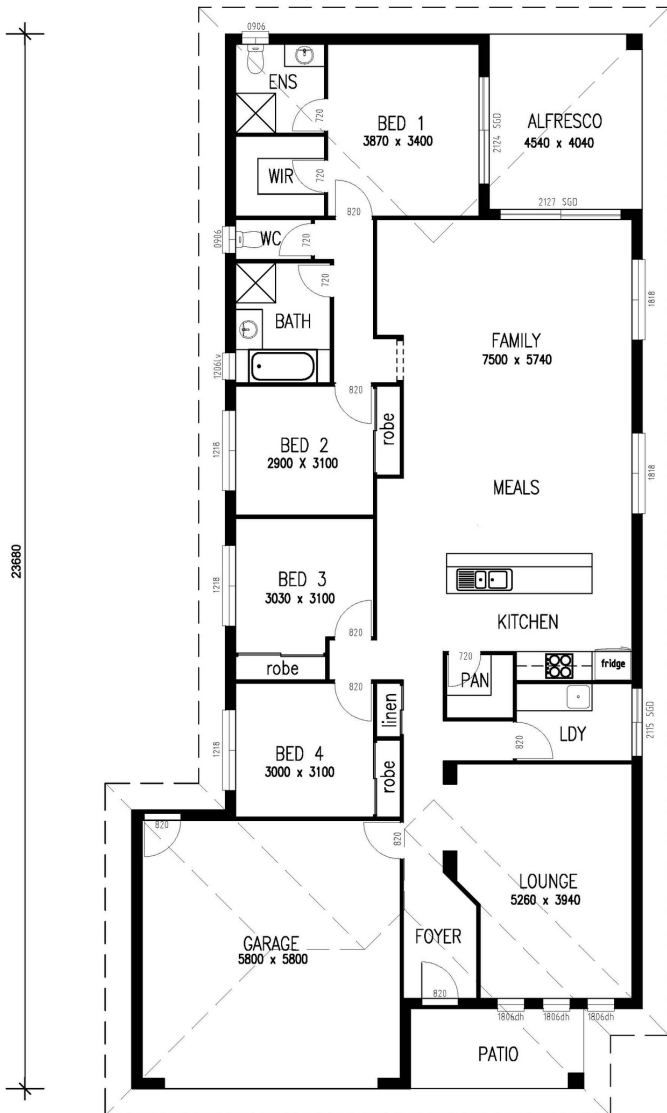 0906
ENS
720
BED 1
3870 x 3400
2124 SGD
ALFRESCO
4540 x 4040
WIR
720
820
2127 SGD
0906
WC
720
720
BATH
1818
FAMILY
7500 x 5740
1206Lv
820
BED 2
2900 X 3100
robe
1218
MEALS
1818
23680
1218
BED 3
3030 x 3100
820
robe
KITCHEN
720
PAN
fridge
820
linen
LDY
820
2115 SGD
1218
BED 4
3000 x 3100
robe
820
820
LOUNGE
5260 x 3940
GARAGE
5800 x 5800
FOYER
820
1806dh
1806dh
1806dh
PATIO